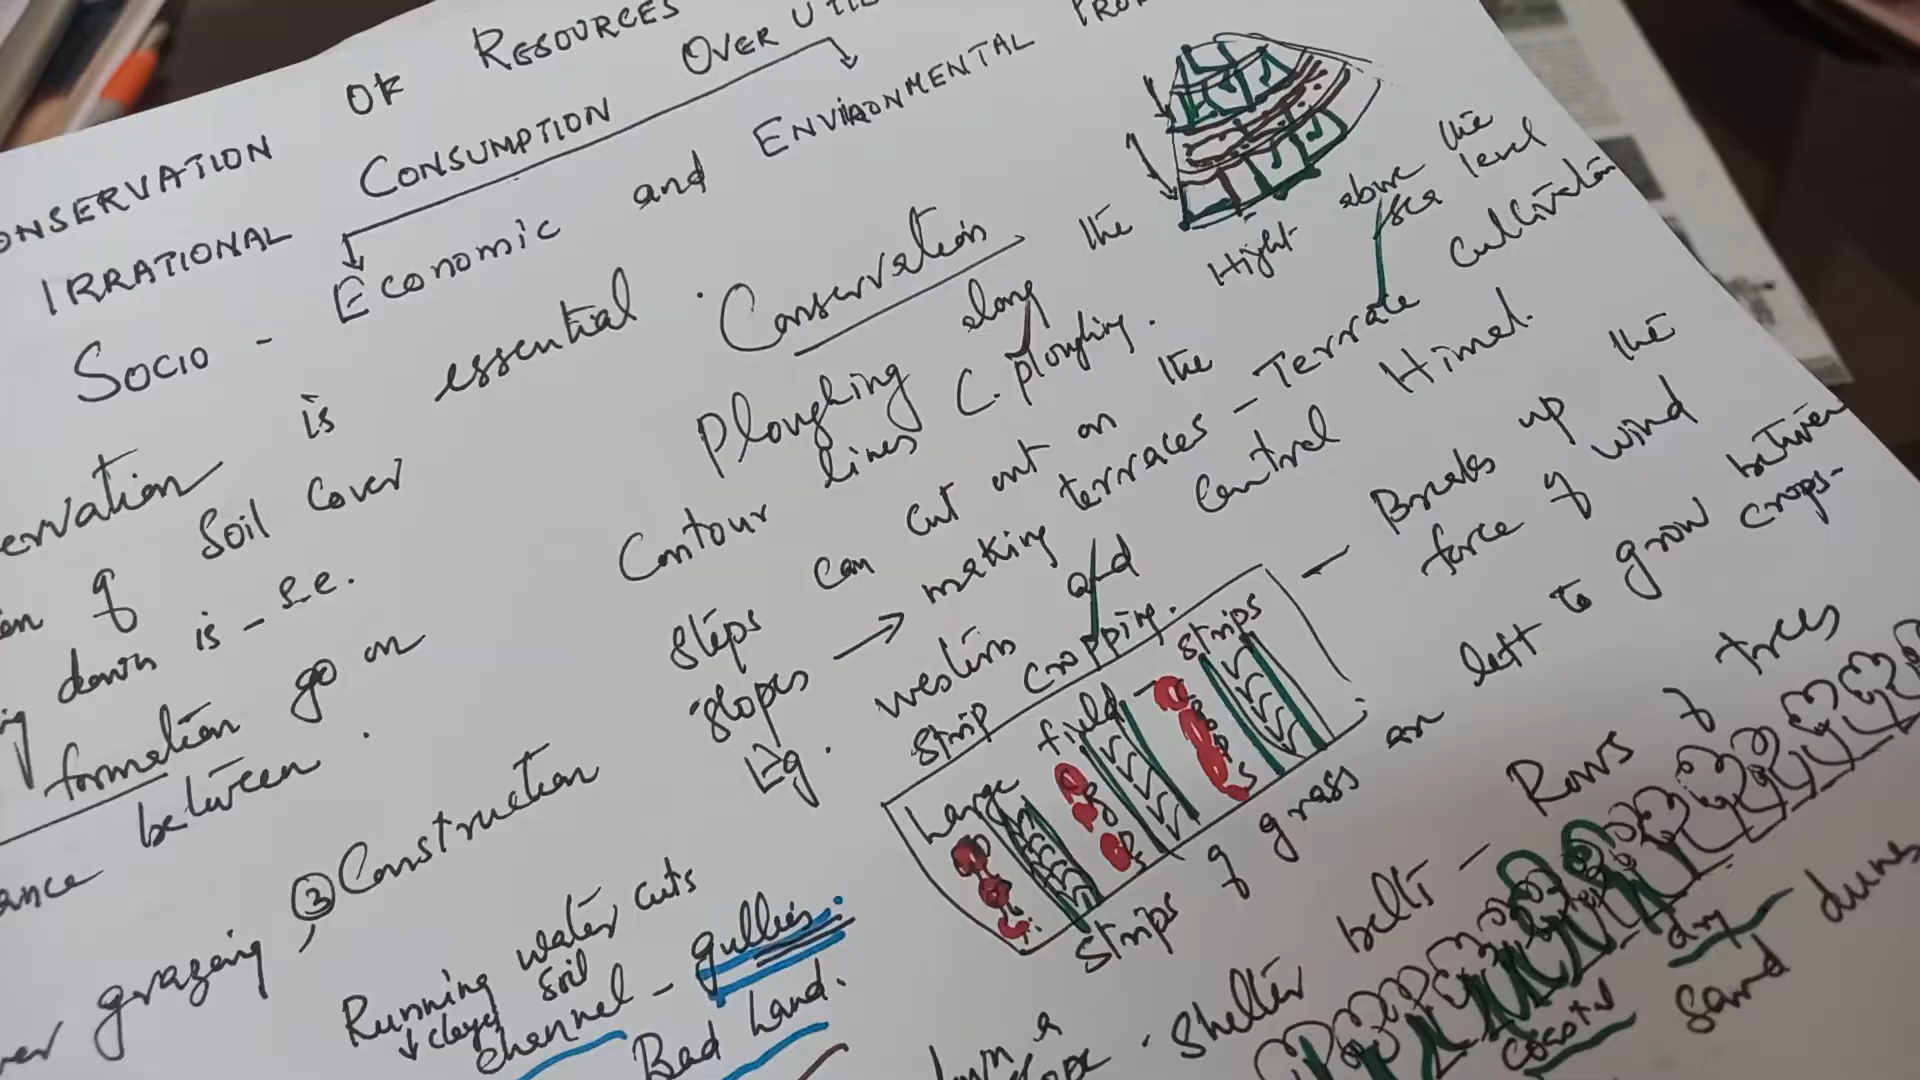 ONSERVATION OF RESOURCES
IRRATIONAL CONSUMPTION OVER UTIL
SOCIO - Economic and ENVIRONMENTAL PRO
ervation is essential.
of Soil Cover
down is - S.e.
formation go on
ance between.
er grazing, ③ Construction
Running water cuts
clayey soil
channel - gullies.
Bad Land.
Conservation
Ploughing along the
Contour lines C. ploughing.
Hight above the
sea level
Steps can cut out on the
slopes → making terraces - Terrace Cultivation
Eg. western and Central Himal.
Strip Cropping. - Breaks up the
force of wind
Large field - strips
Strips of grass are left to grow between
crops.
Shelter belts - Rows of trees
coastal dry
Sand dunes